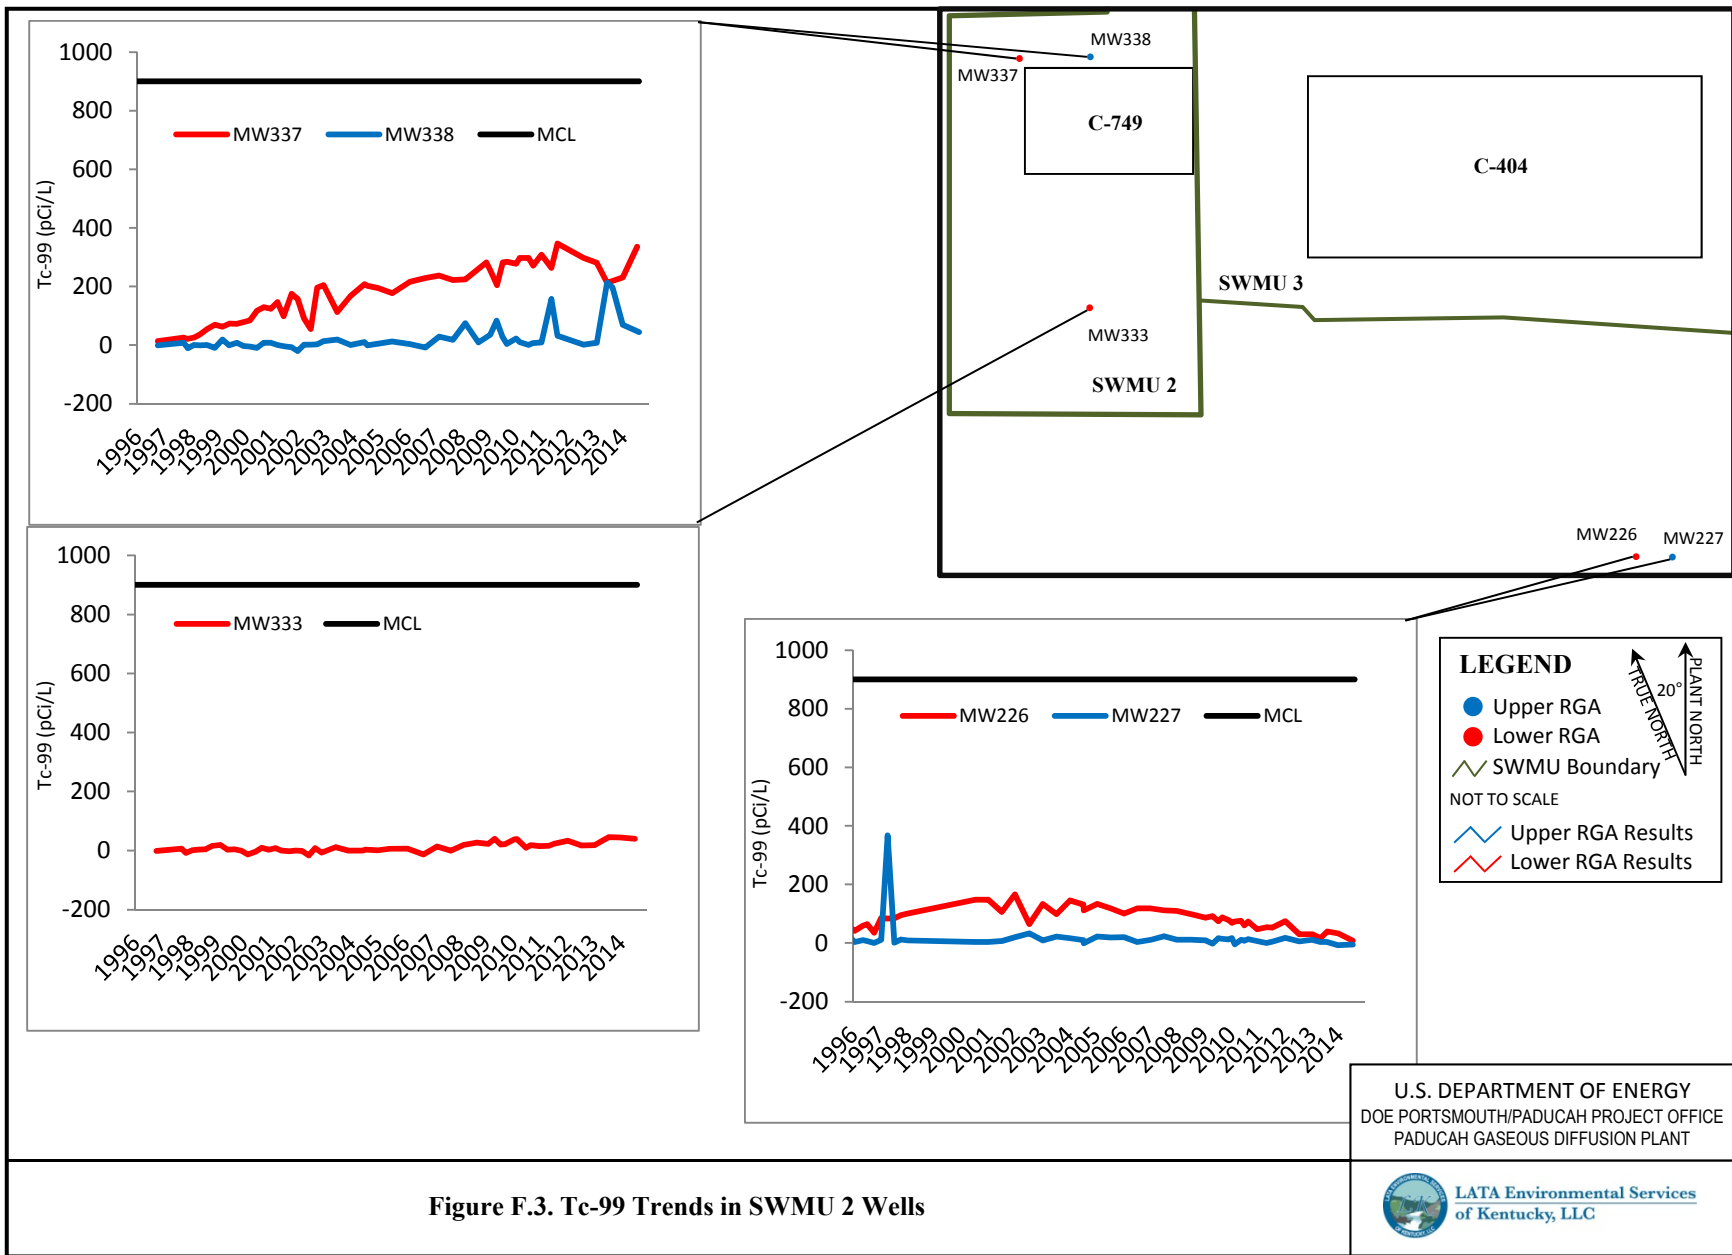 1000
800
600
400
200
0
-200
Tc-99 (pCi/L)
MW337 MW338 MCL
1996 1997 1998 1999 2000 2001 2002 2003 2004 2005 2006 2007 2008 2009 2010 2011 2012 2013 2014
MW338
MW337
C-749
C-404
SWMU 3
MW333
SWMU 2
MW226 MW227
1000
800
600
400
200
0
-200
Tc-99 (pCi/L)
MW333 MCL
1996 1997 1998 1999 2000 2001 2002 2003 2004 2005 2006 2007 2008 2009 2010 2011 2012 2013 2014
1000
800
600
400
200
0
-200
Tc-99 (pCi/L)
MW226 MW227 MCL
1996 1997 1998 1999 2000 2001 2002 2003 2004 2005 2006 2007 2008 2009 2010 2011 2012 2013 2014
LEGEND
Upper RGA
Lower RGA
SWMU Boundary
NOT TO SCALE
Upper RGA Results
Lower RGA Results
TRUE NORTH
20°
PLANT NORTH
U.S. DEPARTMENT OF ENERGY
DOE PORTSMOUTH/PADUCAH PROJECT OFFICE
PADUCAH GASEOUS DIFFUSION PLANT
Figure F.3. Tc-99 Trends in SWMU 2 Wells
LATA Environmental Services
of Kentucky, LLC